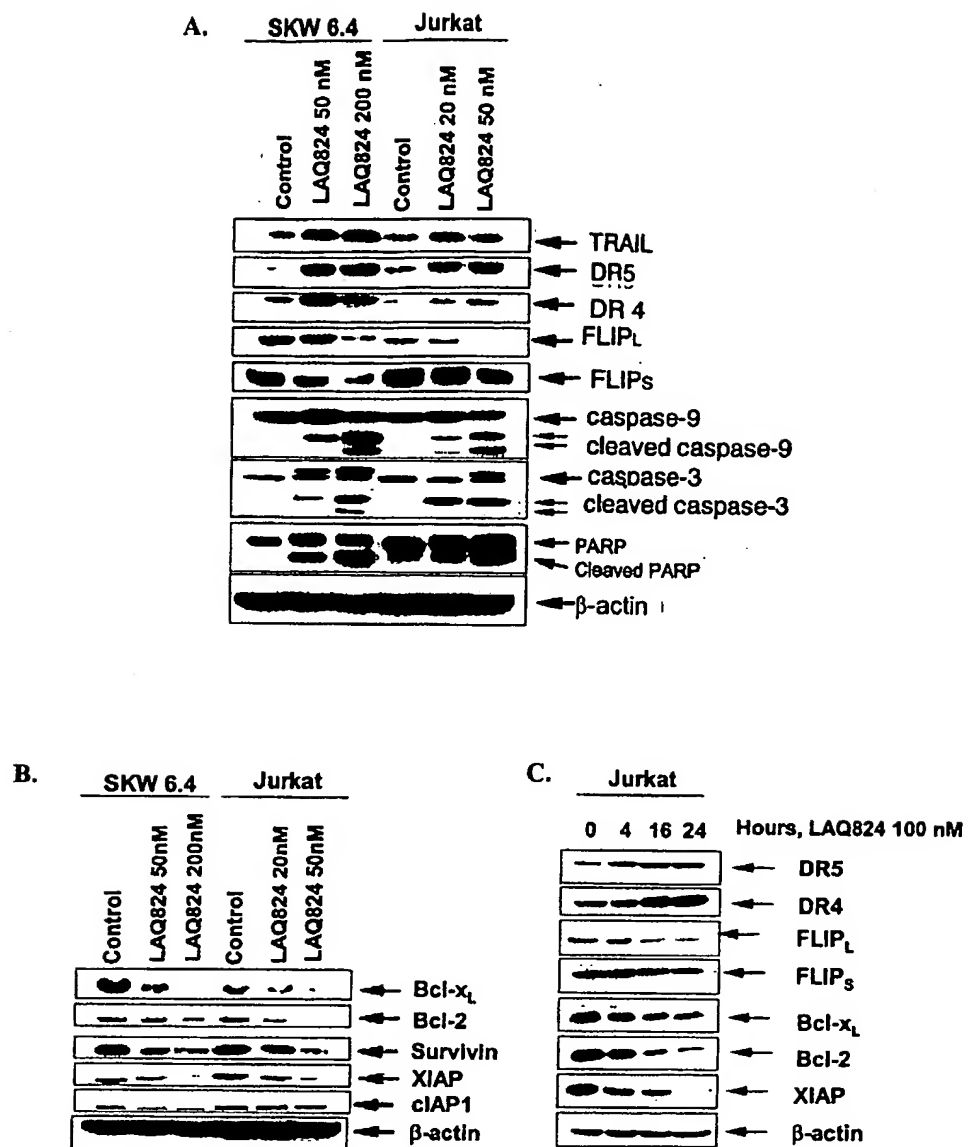 A.
SKW 6.4 Jurkat
Control
LAQ824 50 nM
LAQ824 200 nM
Control
LAQ824 20 nM
LAQ824 50 nM
TRAIL
DR5
DR 4
FLIPL
FLIPs
caspase-9
cleaved caspase-9
caspase-3
cleaved caspase-3
PARP
Cleaved PARP
β-actin
B.
SKW 6.4 Jurkat
Control
LAQ824 50nM
LAQ824 200nM
Control
LAQ824 20nM
LAQ824 50nM
Bcl-xL
Bcl-2
Survivin
XIAP
cIAP1
β-actin
C.
Jurkat
0 4 16 24 Hours, LAQ824 100 nM
DR5
DR4
FLIPL
FLIPS
Bcl-xL
Bcl-2
XIAP
β-actin